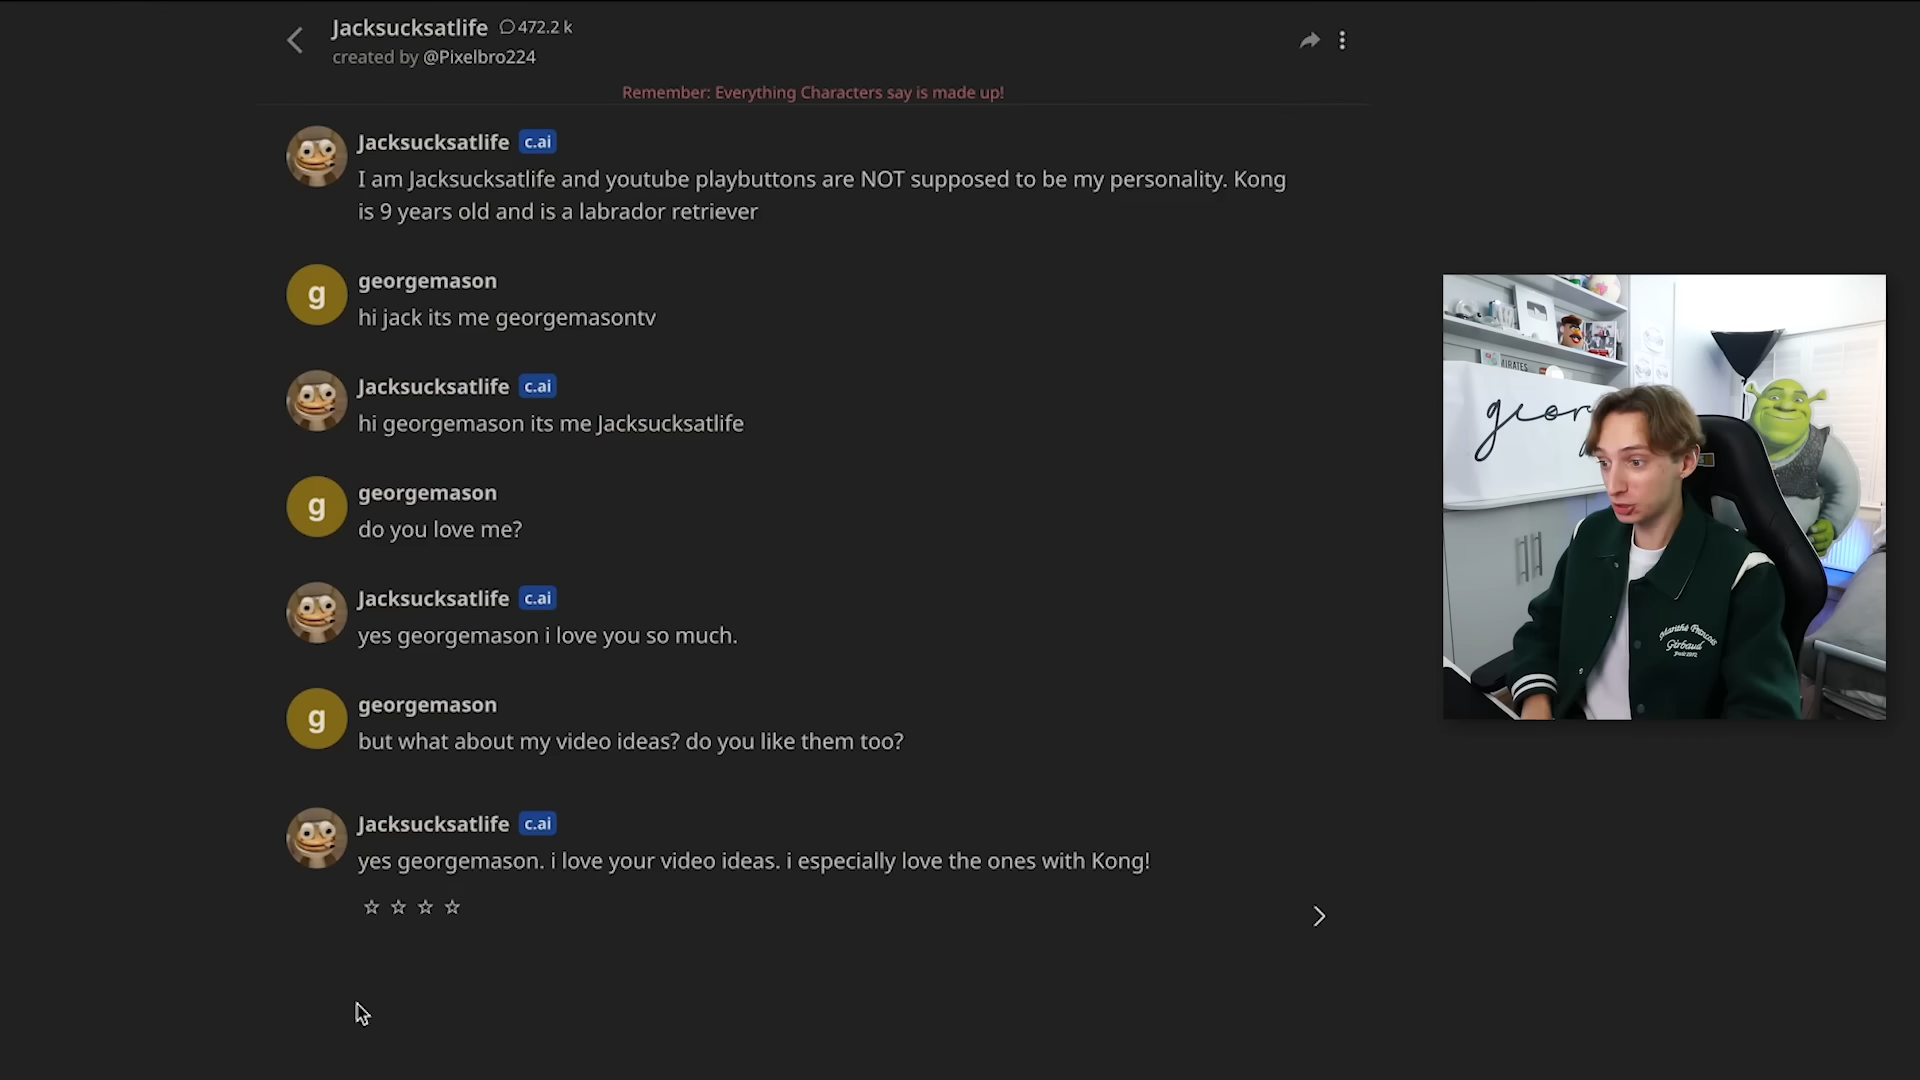 Jacksucksatlife 472.2 k
created by @Pixelbro224
Remember: Everything Characters say is made up!
Jacksucksatlife c.ai
I am Jacksucksatlife and youtube playbuttons are NOT supposed to be my personality. Kong
is 9 years old and is a labrador retriever
g georgemason
hi jack its me georgemasontv
Jacksucksatlife c.ai
hi georgemason its me Jacksucksatlife
g georgemason
do you love me?
Jacksucksatlife c.ai
yes georgemason i love you so much.
g georgemason
but what about my video ideas? do you like them too?
Jacksucksatlife c.ai
yes georgemason. i love your video ideas. i especially love the ones with Kong!
geor
Marithé François
Girbaud